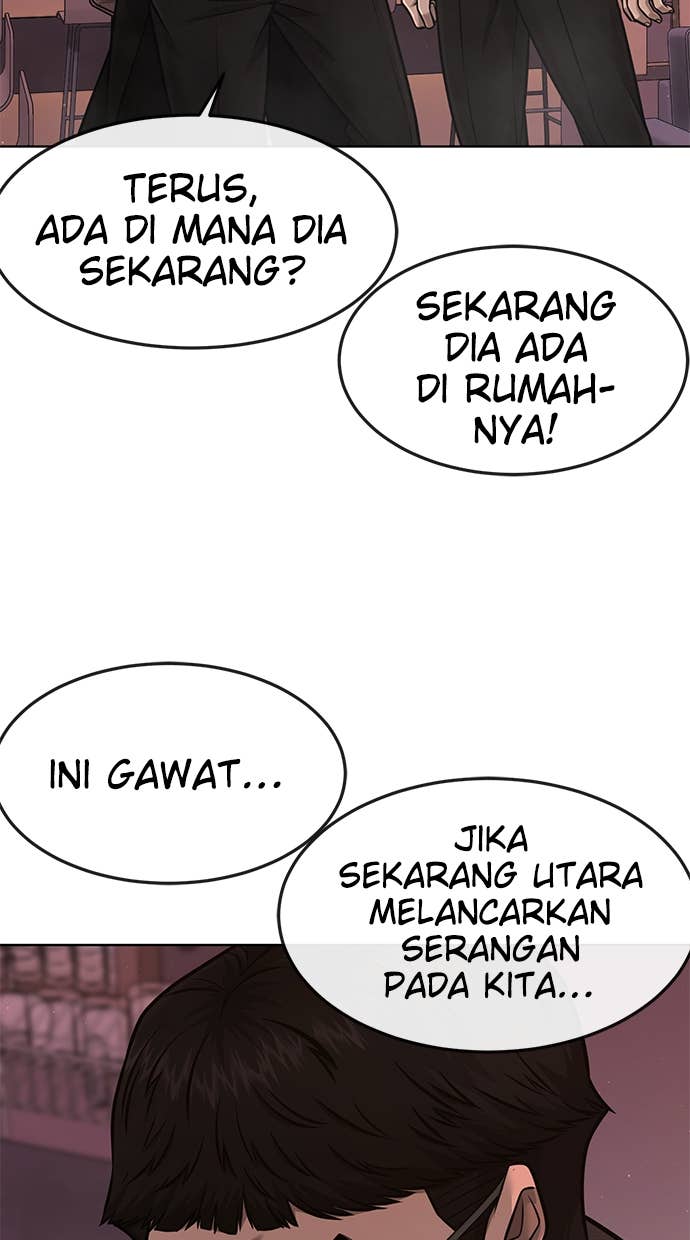 TERUS,
ADA DI MANA DIA
SEKARANG?
SEKARANG
DIA ADA
DI RUMAH-
NYA!
INI GAWAT...
JIKA
SEKARANG UTARA
MELANCARKAN
SERANGAN
PADA KITA...